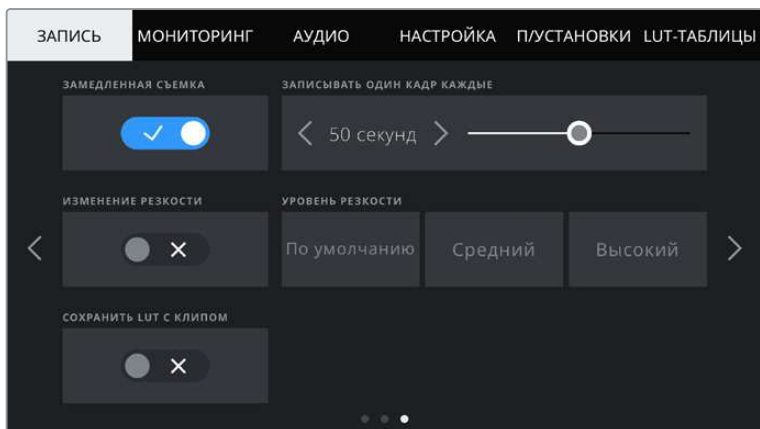 ЗАПИСЬ МОНИТОРИНГ АУДИО НАСТРОЙКА П/УСТАНОВКИ LUT-ТАБЛИЦЫ
ЗАМЕДЛЕННАЯ СЪЕМКА ЗАПИСЫВАТЬ ОДИН КАДР КАЖДЫЕ
50 секунд
ИЗМЕНЕНИЕ РЕЗКОСТИ УРОВЕНЬ РЕЗКОСТИ
По умолчанию Средний Высокий
СОХРАНИТЬ LUT С КЛИПОМ